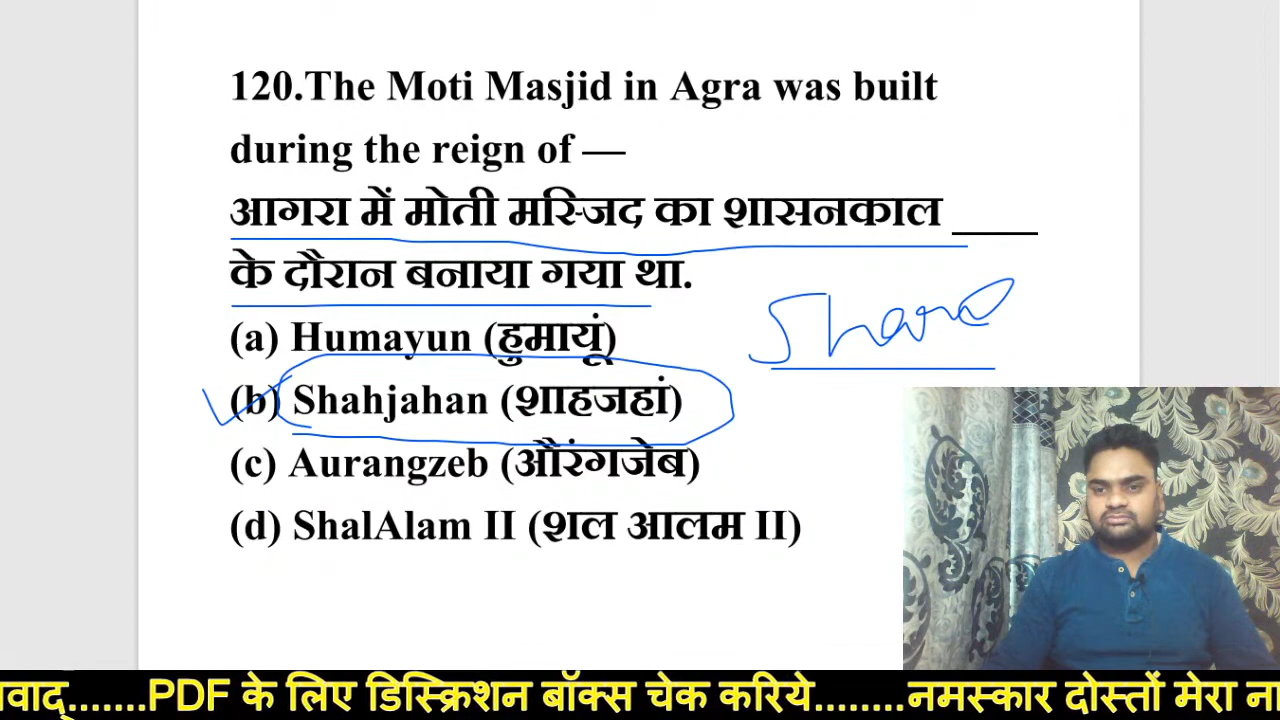 120.The Moti Masjid in Agra was built
during the reign of —
आगरा में मोती मस्जिद का शासनकाल ____
के दौरान बनाया गया था.
(a) Humayun (हुमायूं)
Share
(b) Shahjahan (शाहजहां)
(c) Aurangzeb (औरंगजेब)
(d) ShalAlam II (शल आलम II)
वाद्.......PDF के लिए डिस्क्रिशन बॉक्स चेक करिये........नमस्कार दोस्तों मेरा ना